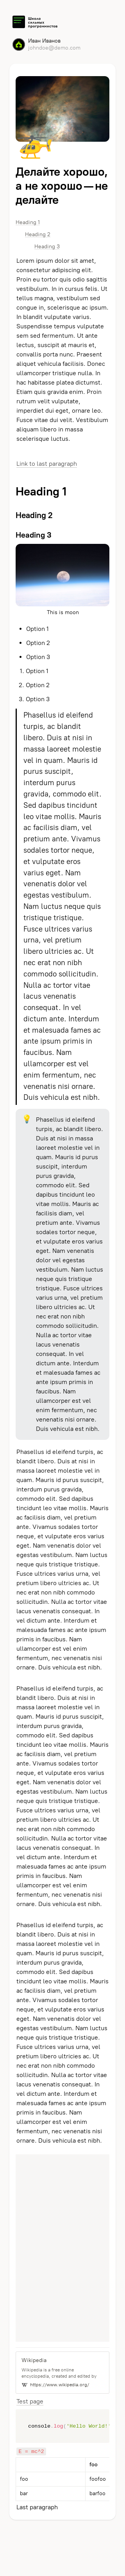 Школа
сильных
программистов
Иван Иванов
johndoe@demo.com
Делайте хорошо,
а не хорошо — не
делайте
Heading 1
Heading 2
Heading 3
Lorem ipsum dolor sit amet,
consectetur adipiscing elit.
Proin eu tortor quis odio sagittis
vestibulum. In in cursus felis. Ut
tellus magna, vestibulum sed
congue in, scelerisque ac ipsum.
In blandit vulputate varius.
Suspendisse tempus vulputate
sem sed fermentum. Ut ante
lectus, suscipit at mauris et,
convallis porta nunc. Praesent
aliquet vehicula facilisis. Donec
ullamcorper tristique nulla. In
hac habitasse platea dictumst.
Etiam quis gravida enim. Proin
rutrum velit vulputate,
imperdiet dui eget, ornare leo.
Fusce vitae dui velit. Vestibulum
aliquam libero in massa
scelerisque luctus.
Link to last paragraph
Heading 1
Heading 2
Heading 3
This is moon
• Option 1
• Option 2
• Option 3
1. Option 1
2. Option 2
3. Option 3
Phasellus id eleifend
turpis, ac blandit
libero. Duis at nisi in
massa laoreet molestie
vel in quam. Mauris id
purus suscipit,
interdum purus
gravida, commodo elit.
Sed dapibus tincidunt
leo vitae mollis. Mauris
ac facilisis diam, vel
pretium ante. Vivamus
sodales tortor neque,
et vulputate eros
varius eget. Nam
venenatis dolor vel
egestas vestibulum.
Nam luctus neque quis
tristique tristique.
Fusce ultrices varius
urna, vel pretium
libero ultricies ac. Ut
nec erat non nibh
commodo sollicitudin.
Nulla ac tortor vitae
lacus venenatis
consequat. In vel
dictum ante. Interdum
et malesuada fames ac
ante ipsum primis in
faucibus. Nam
ullamcorper est vel
enim fermentum, nec
venenatis nisi ornare.
Duis vehicula est nibh.
Phasellus id eleifend
turpis, ac blandit libero.
Duis at nisi in massa
laoreet molestie vel in
quam. Mauris id purus
suscipit, interdum
purus gravida,
commodo elit. Sed
dapibus tincidunt leo
vitae mollis. Mauris ac
facilisis diam, vel
pretium ante. Vivamus
sodales tortor neque,
et vulputate eros varius
eget. Nam venenatis
dolor vel egestas
vestibulum. Nam luctus
neque quis tristique
tristique. Fusce ultrices
varius urna, vel pretium
libero ultricies ac. Ut
nec erat non nibh
commodo sollicitudin.
Nulla ac tortor vitae
lacus venenatis
consequat. In vel
dictum ante. Interdum
et malesuada fames ac
ante ipsum primis in
faucibus. Nam
ullamcorper est vel
enim fermentum, nec
venenatis nisi ornare.
Duis vehicula est nibh.
Phasellus id eleifend turpis, ac
blandit libero. Duis at nisi in
massa laoreet molestie vel in
quam. Mauris id purus suscipit,
interdum purus gravida,
commodo elit. Sed dapibus
tincidunt leo vitae mollis. Mauris
ac facilisis diam, vel pretium
ante. Vivamus sodales tortor
neque, et vulputate eros varius
eget. Nam venenatis dolor vel
egestas vestibulum. Nam luctus
neque quis tristique tristique.
Fusce ultrices varius urna, vel
pretium libero ultricies ac. Ut
nec erat non nibh commodo
sollicitudin. Nulla ac tortor vitae
lacus venenatis consequat. In
vel dictum ante. Interdum et
malesuada fames ac ante ipsum
primis in faucibus. Nam
ullamcorper est vel enim
fermentum, nec venenatis nisi
ornare. Duis vehicula est nibh.
Phasellus id eleifend turpis, ac
blandit libero. Duis at nisi in
massa laoreet molestie vel in
quam. Mauris id purus suscipit,
interdum purus gravida,
commodo elit. Sed dapibus
tincidunt leo vitae mollis. Mauris
ac facilisis diam, vel pretium
ante. Vivamus sodales tortor
neque, et vulputate eros varius
eget. Nam venenatis dolor vel
egestas vestibulum. Nam luctus
neque quis tristique tristique.
Fusce ultrices varius urna, vel
pretium libero ultricies ac. Ut
nec erat non nibh commodo
sollicitudin. Nulla ac tortor vitae
lacus venenatis consequat. In
vel dictum ante. Interdum et
malesuada fames ac ante ipsum
primis in faucibus. Nam
ullamcorper est vel enim
fermentum, nec venenatis nisi
ornare. Duis vehicula est nibh.
Phasellus id eleifend turpis, ac
blandit libero. Duis at nisi in
massa laoreet molestie vel in
quam. Mauris id purus suscipit,
interdum purus gravida,
commodo elit. Sed dapibus
tincidunt leo vitae mollis. Mauris
ac facilisis diam, vel pretium
ante. Vivamus sodales tortor
neque, et vulputate eros varius
eget. Nam venenatis dolor vel
egestas vestibulum. Nam luctus
neque quis tristique tristique.
Fusce ultrices varius urna, vel
pretium libero ultricies ac. Ut
nec erat non nibh commodo
sollicitudin. Nulla ac tortor vitae
lacus venenatis consequat. In
vel dictum ante. Interdum et
malesuada fames ac ante ipsum
primis in faucibus. Nam
ullamcorper est vel enim
fermentum, nec venenatis nisi
ornare. Duis vehicula est nibh.
Wikipedia
Wikipedia is a free online
encyclopedia, created and edited by
W https://www.wikipedia.org/
Test page
console.log('Hello World!'
E = mc^2
foo
foo foofoo
bar barfoo
Last paragraph